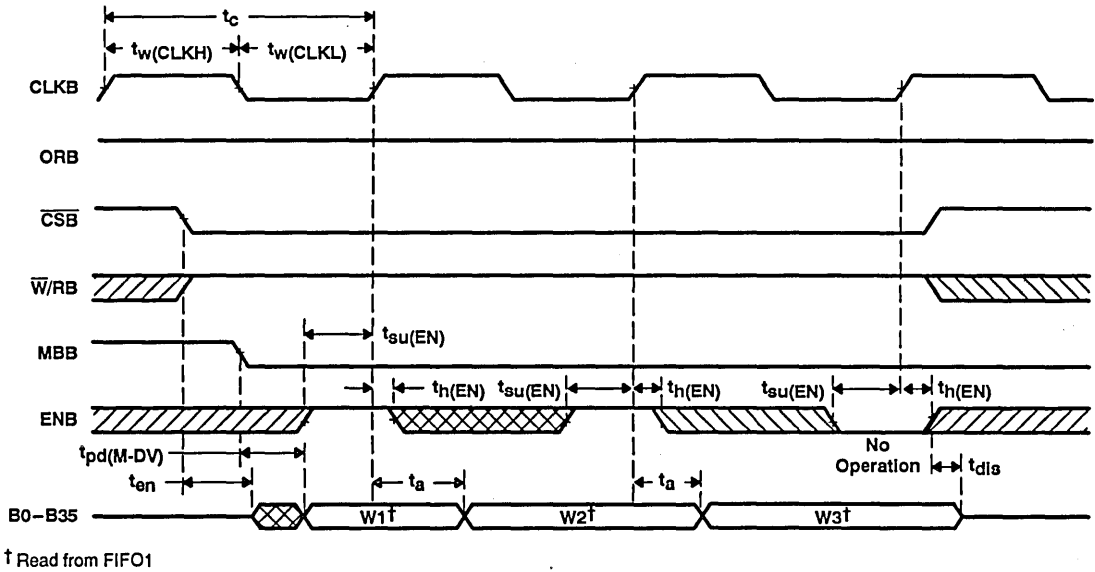 tc
tw(CLKH) tw(CLKL)
CLKB
ORB
C̅S̅B̅
W̅/RB
tsu(EN)
MBB
th(EN) tsu(EN) th(EN) tsu(EN) th(EN)
ENB
tpd(M-DV) No
Operation tdis
ten ta ta
B0–B35 W1† W2† W3†
† Read from FIFO1